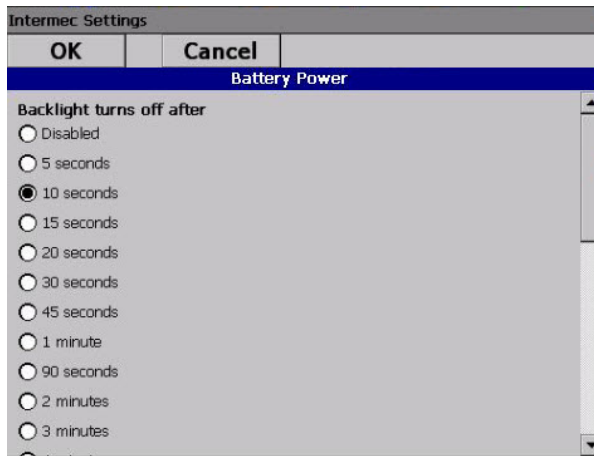 Intermec Settings
OK Cancel
Battery Power
Backlight turns off after
Disabled
5 seconds
10 seconds
15 seconds
20 seconds
30 seconds
45 seconds
1 minute
90 seconds
2 minutes
3 minutes